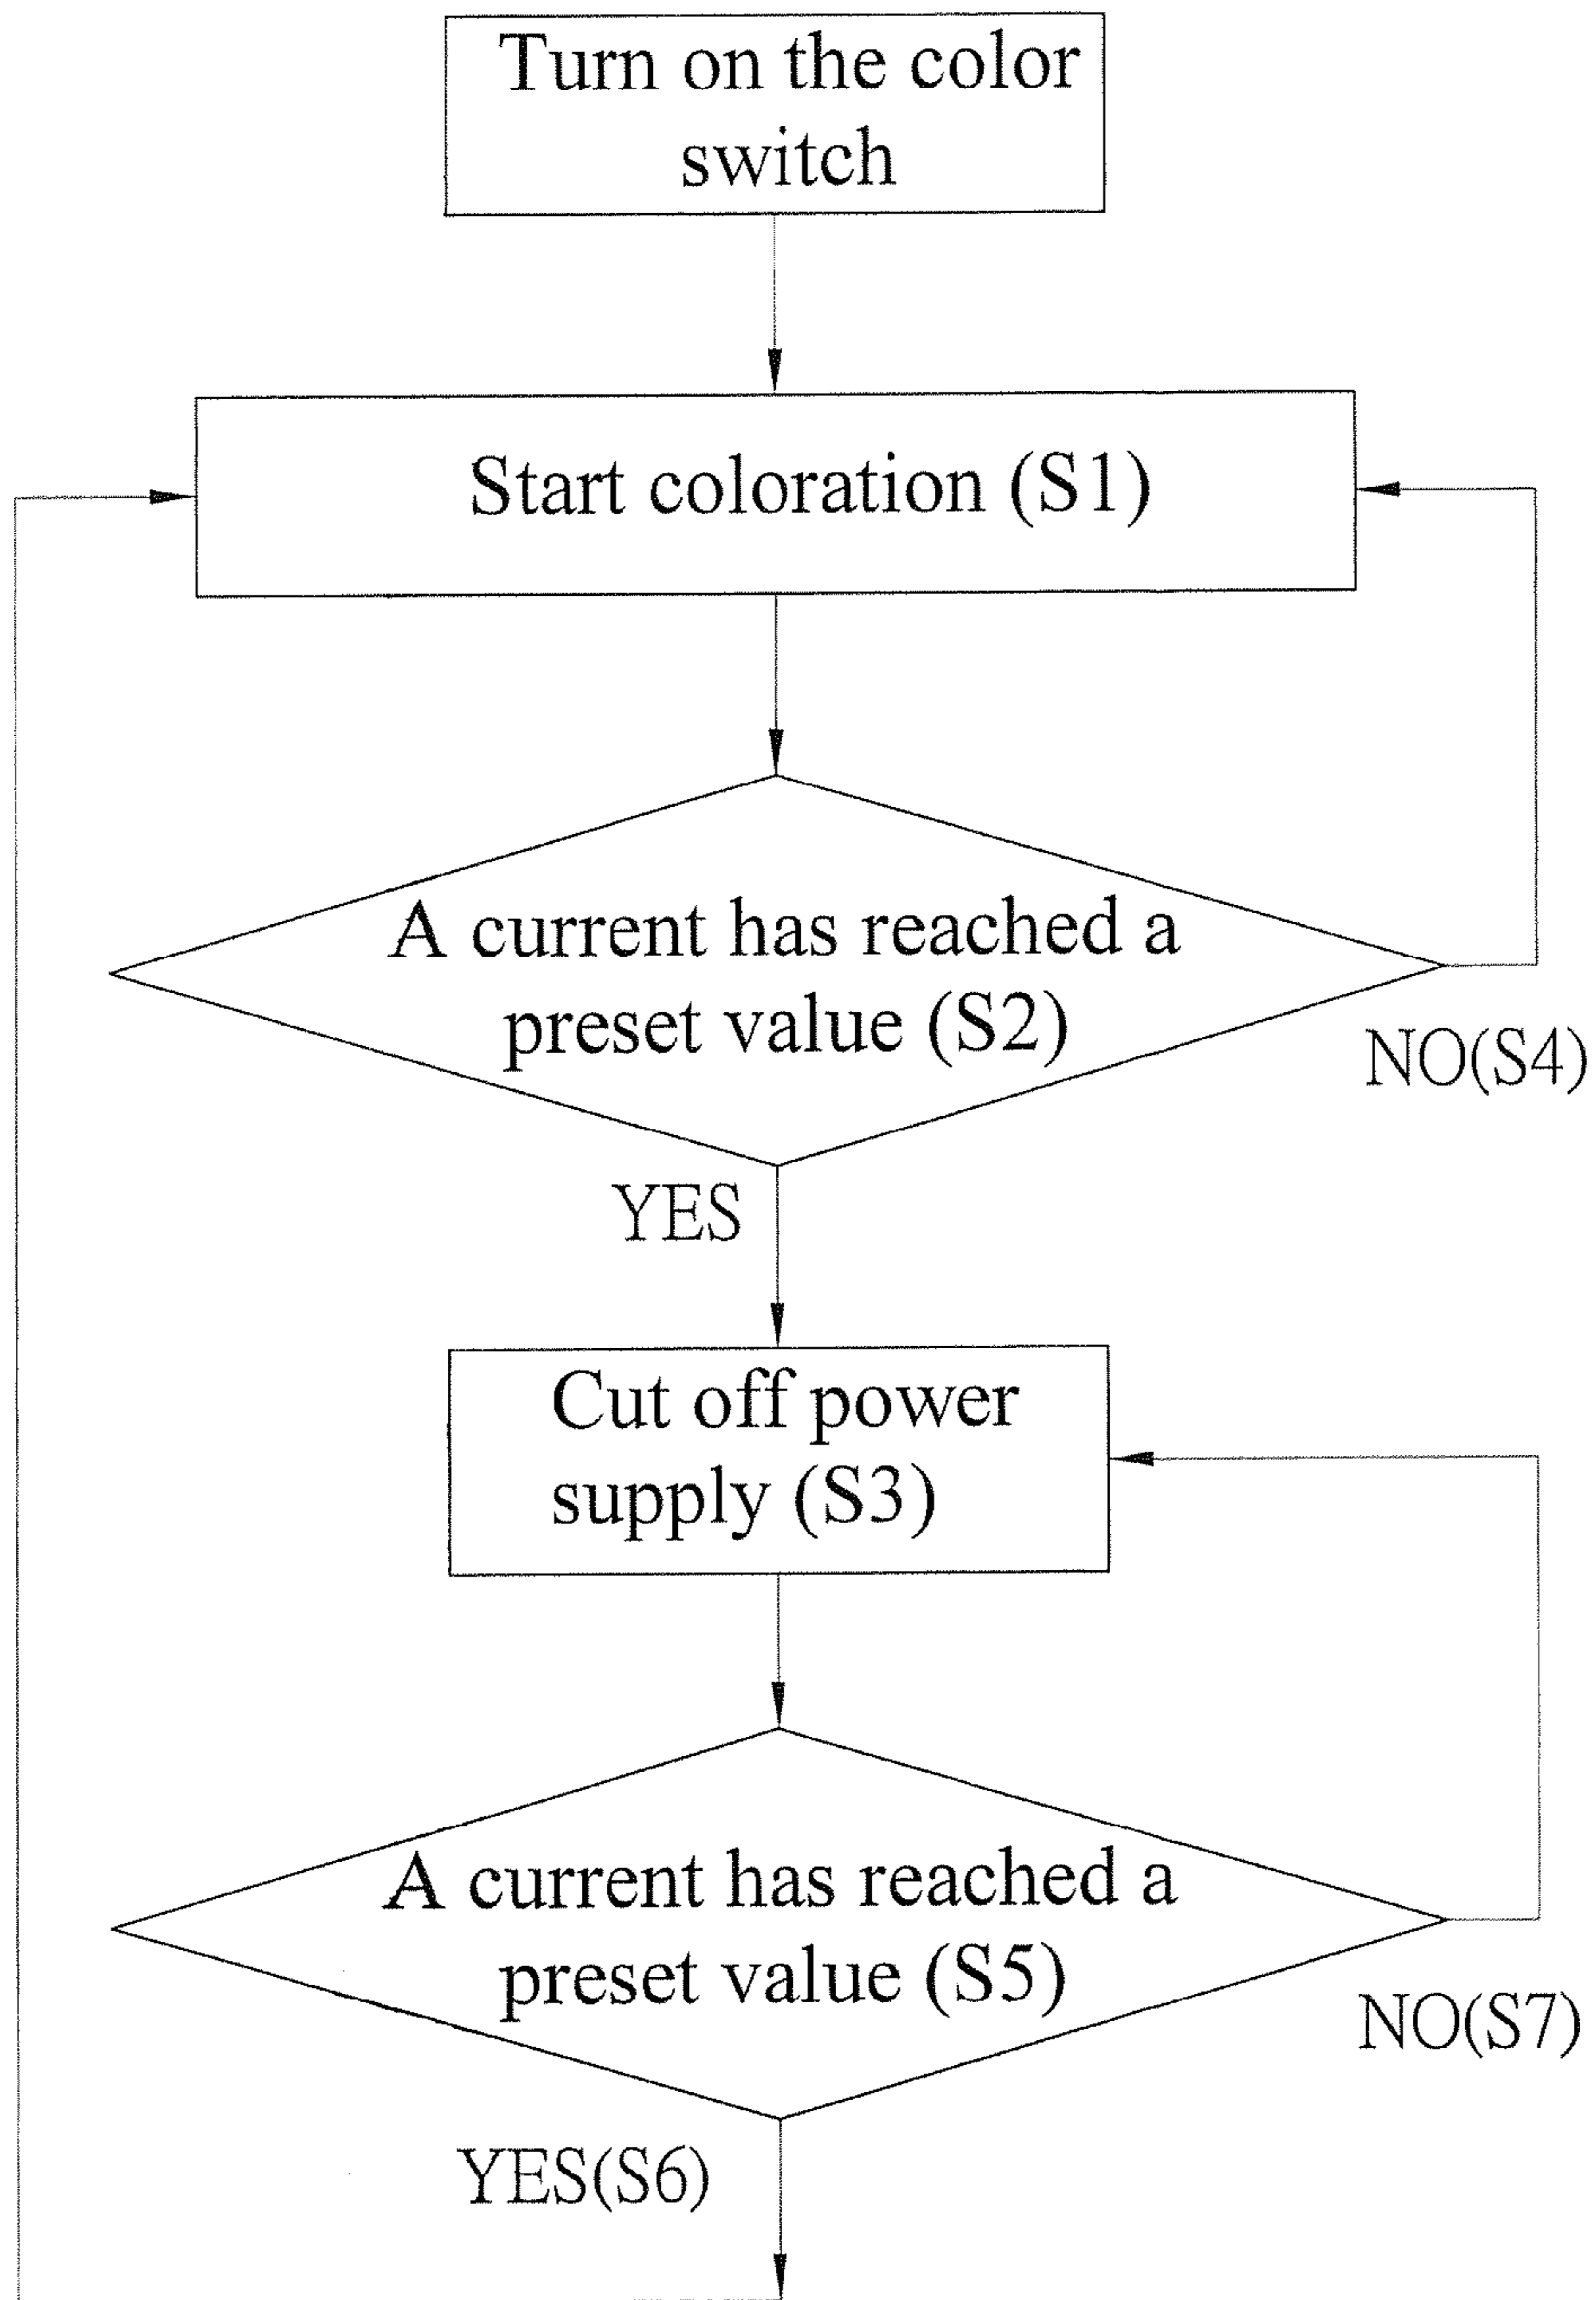 Turn on the color
switch
Start coloration (S1)
A current has reached a
preset value (S2)
NO(S4)
YES
Cut off power
supply (S3)
A current has reached a
preset value (S5)
NO(S7)
YES(S6)